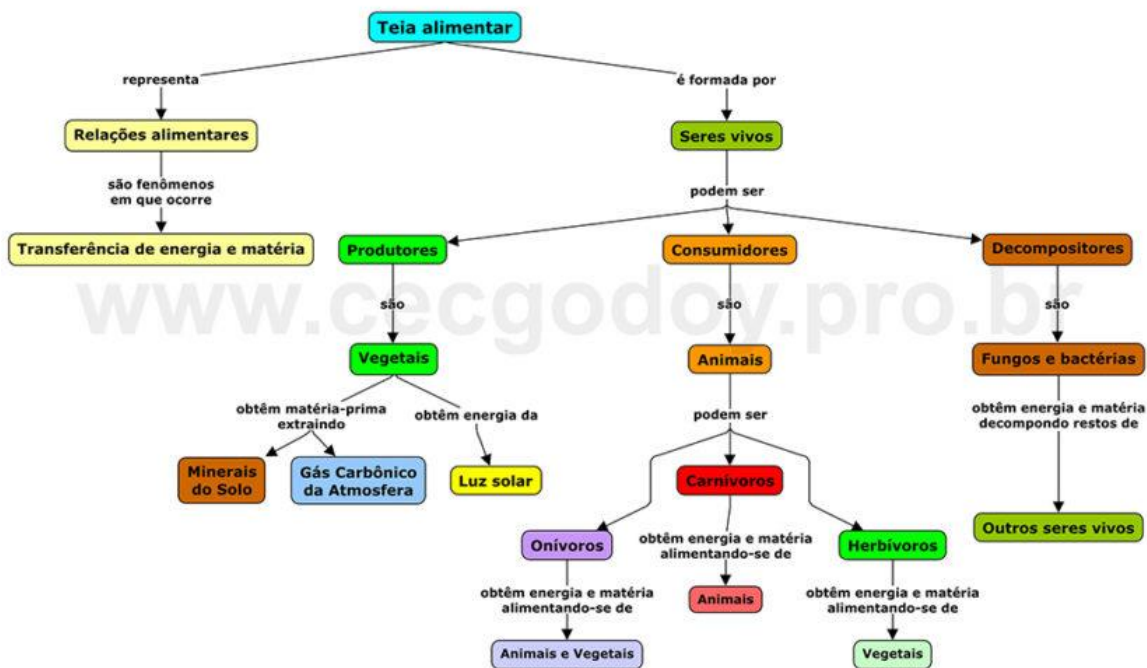 Teia alimentar
representa
é formada por
Relações alimentares
Seres vivos
são fenômenos
em que ocorre
podem ser
Transferência de energia e matéria
Produtores
Consumidores
Decompositores
www.cecgodoy.pro.br
são
são
são
Vegetais
Animais
Fungos e bactérias
obtêm matéria-prima
extraindo
obtêm energia da
podem ser
obtêm energia e matéria
decompondo restos de
Minerais
do Solo
Gás Carbônico
da Atmosfera
Luz solar
Carnívoros
Outros seres vivos
Onívoros
obtêm energia e matéria
alimentando-se de
Herbívoros
obtêm energia e matéria
alimentando-se de
Animais
obtêm energia e matéria
alimentando-se de
Animais e Vegetais
Vegetais